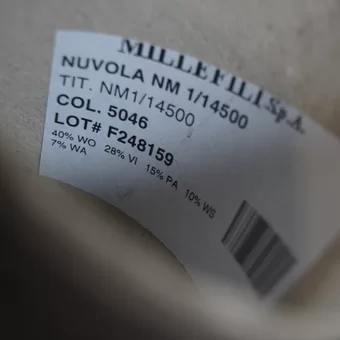 MILLEFILI S.p.A.
NUVOLA NM 1/14500
TIT. NM1/14500
COL. 5046
LOT# F248159
40% WO 28% VI 15% PA 10% WS
7% WA